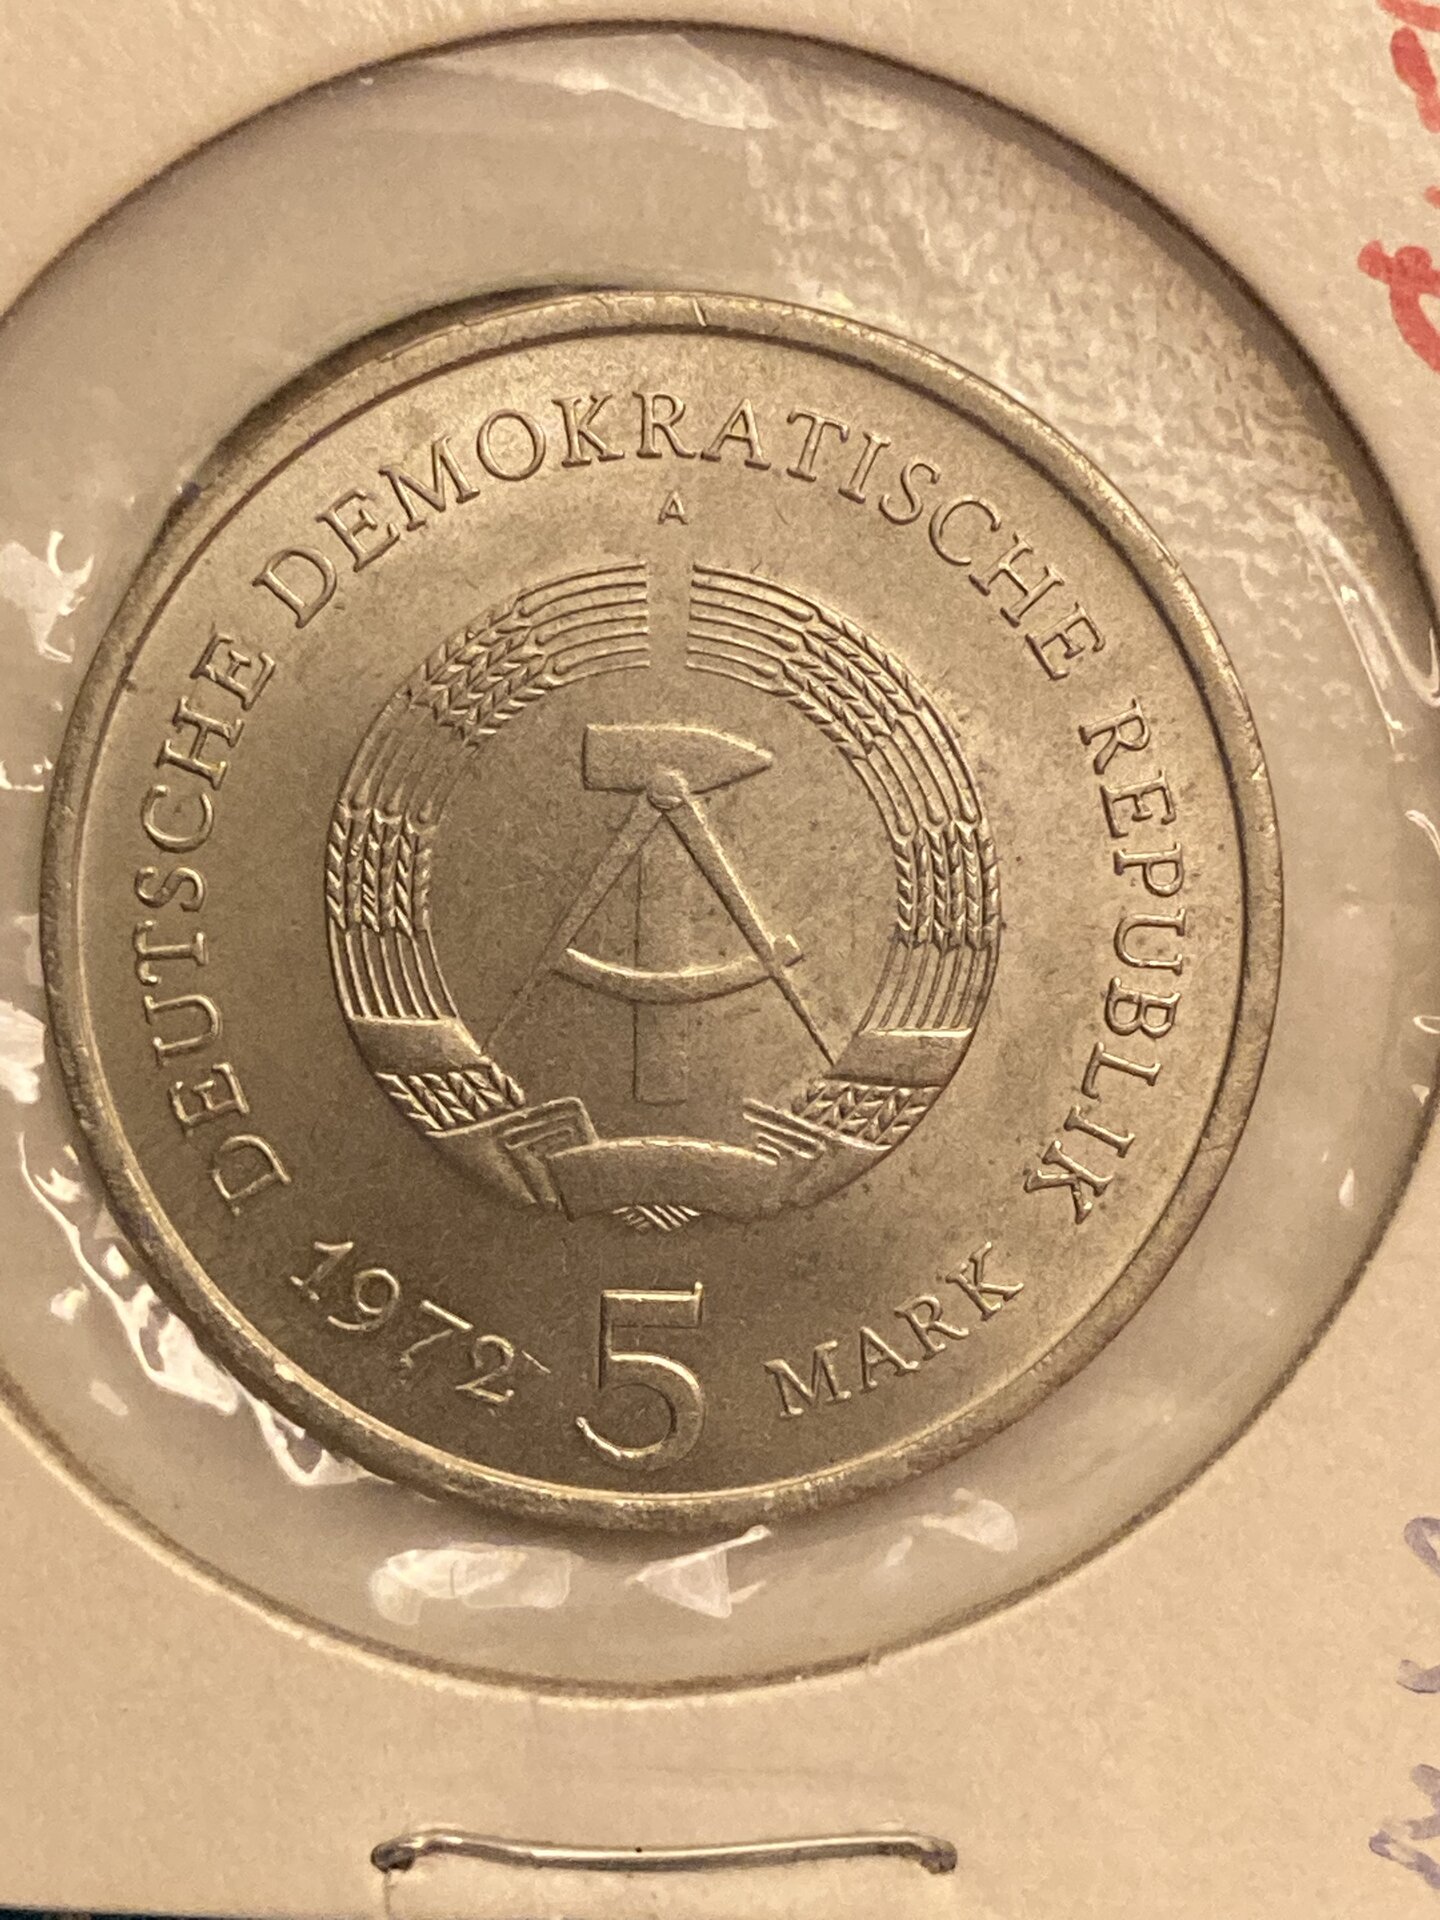 DEUTSCHE DEMOKRATISCHE REPUBLIK
A
1972 5 MARK